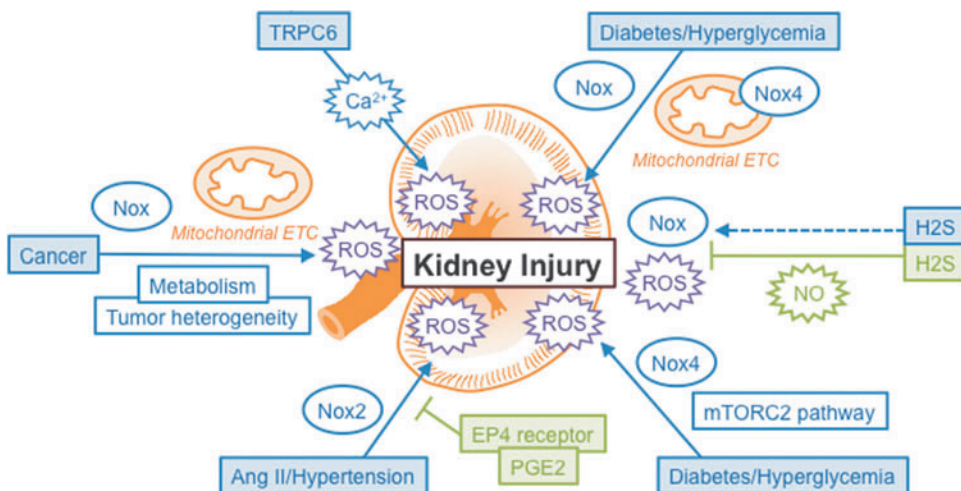 TRPC6
Diabetes/Hyperglycemia
Ca²⁺
Nox
Nox4
Mitochondrial ETC
ROS
ROS
Nox
Mitochondrial ETC
Nox
H2S
Cancer
ROS
Kidney Injury
H2S
Metabolism
ROS
NO
Tumor heterogeneity
ROS
ROS
Nox4
Nox2
mTORC2 pathway
EP4 receptor
PGE2
Ang II/Hypertension
Diabetes/Hyperglycemia